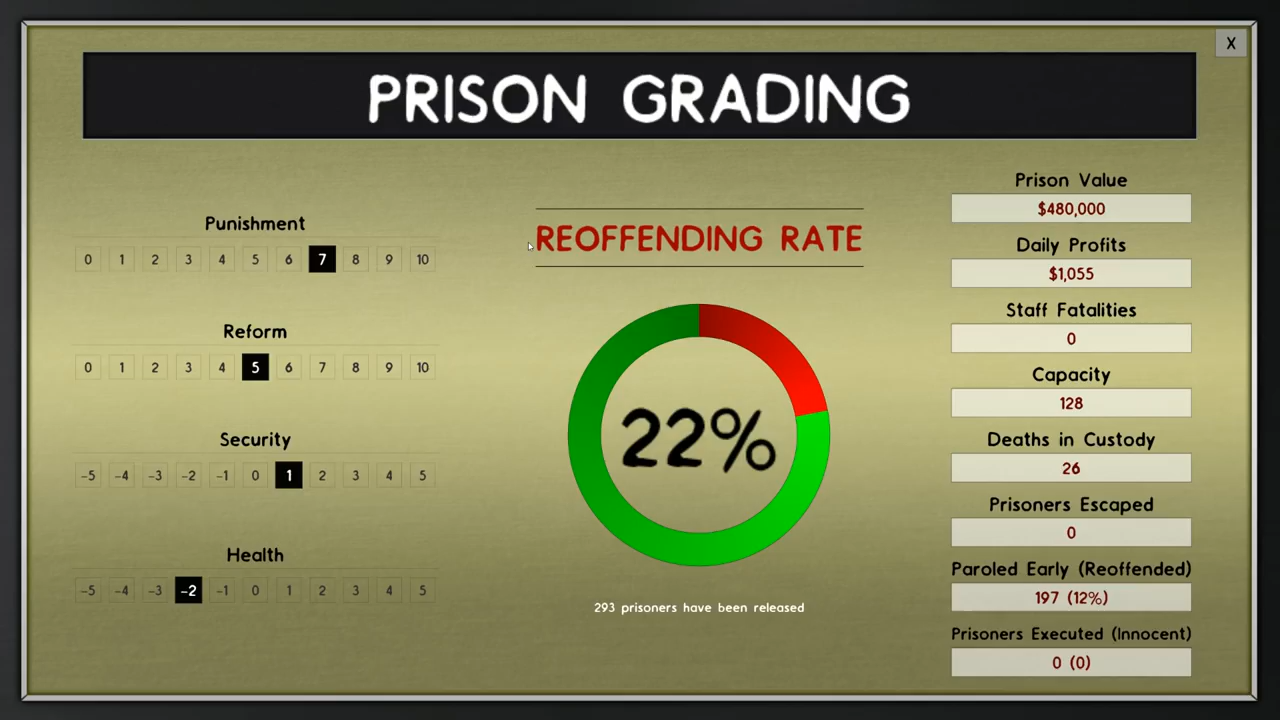 X
PRISON GRADING
Punishment
0 1 2 3 4 5 6 7 8 9 10
Reform
0 1 2 3 4 5 6 7 8 9 10
Security
-5 -4 -3 -2 -1 0 1 2 3 4 5
Health
-5 -4 -3 -2 -1 0 1 2 3 4 5
REOFFENDING RATE
22%
293 prisoners have been released
Prison Value
$480,000
Daily Profits
$1,055
Staff Fatalities
0
Capacity
128
Deaths in Custody
26
Prisoners Escaped
0
Paroled Early (Reoffended)
197 (12%)
Prisoners Executed (Innocent)
0 (0)